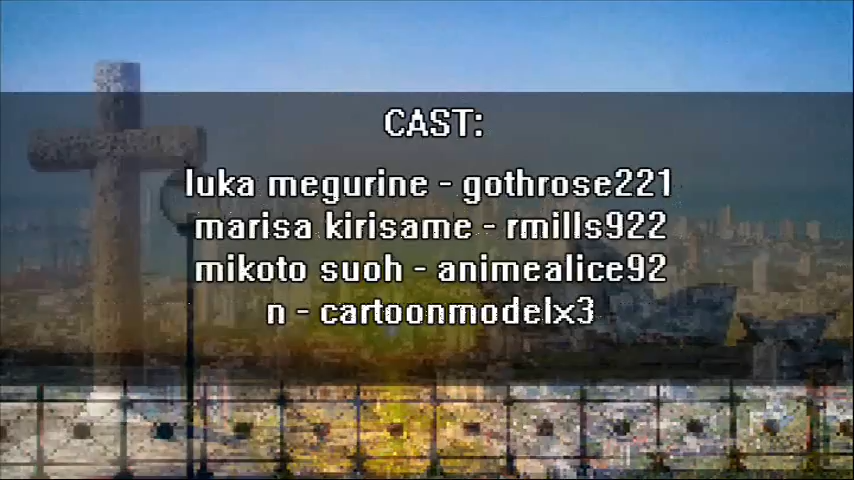 CAST:
luka megurine - gothrose221
marisa kirisame - rmills922
mikoto suoh - animealice92
n - cartoonmodelx3